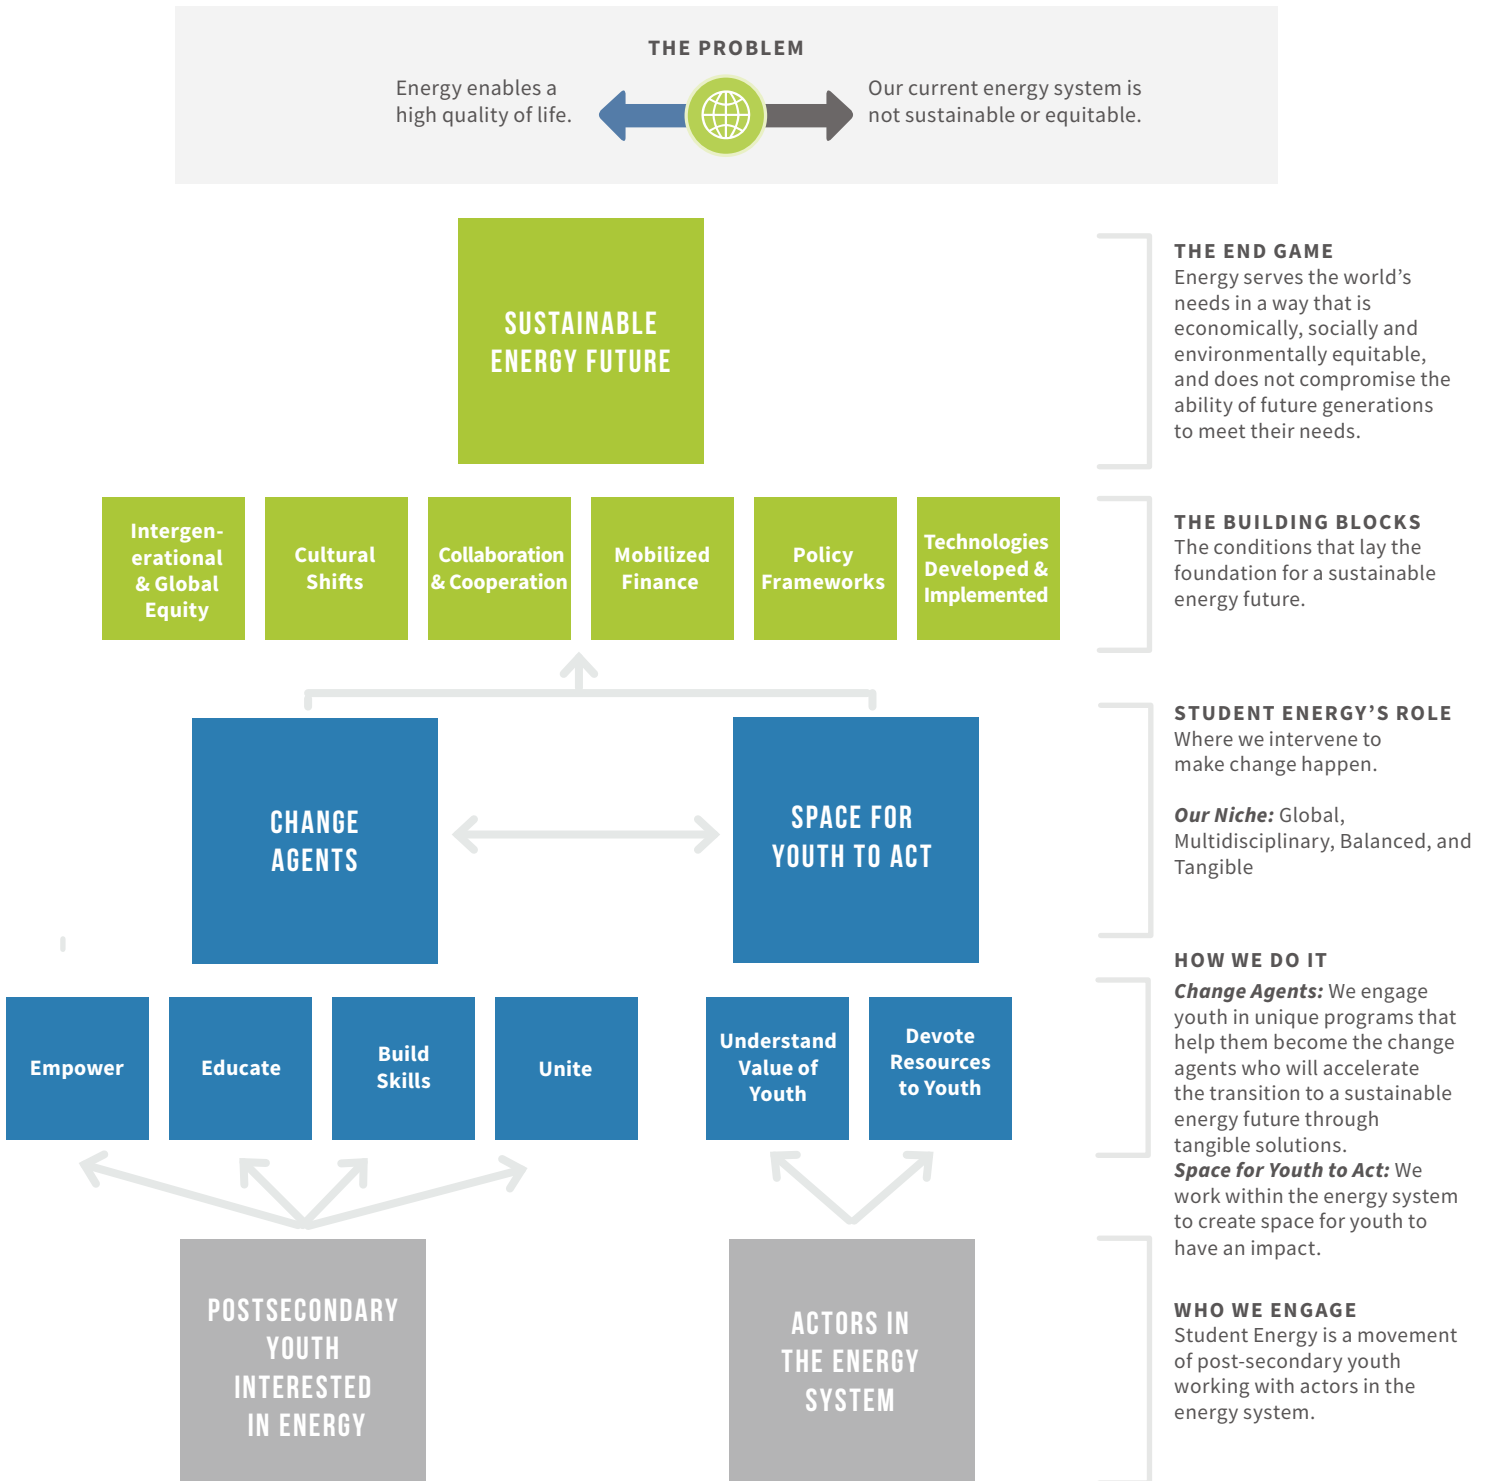 THE PROBLEM
Energy enables a
high quality of life.
Our current energy system is
not sustainable or equitable.
SUSTAINABLE
ENERGY FUTURE
THE END GAME
Energy serves the world’s
needs in a way that is
economically, socially and
environmentally equitable,
and does not compromise the
ability of future generations
to meet their needs.
Intergen-
erational
& Global
Equity
Cultural
Shifts
Collaboration
& Cooperation
Mobilized
Finance
Policy
Frameworks
Technologies
Developed &
Implemented
THE BUILDING BLOCKS
The conditions that lay the
foundation for a sustainable
energy future.
CHANGE
AGENTS
SPACE FOR
YOUTH TO ACT
STUDENT ENERGY’S ROLE
Where we intervene to
make change happen.
Our Niche: Global,
Multidisciplinary, Balanced, and
Tangible
Empower
Educate
Build
Skills
Unite
Understand
Value of
Youth
Devote
Resources
to Youth
HOW WE DO IT
Change Agents: We engage
youth in unique programs that
help them become the change
agents who will accelerate
the transition to a sustainable
energy future through
tangible solutions.
Space for Youth to Act: We
work within the energy system
to create space for youth to
have an impact.
POSTSECONDARY
YOUTH
INTERESTED
IN ENERGY
ACTORS IN
THE ENERGY
SYSTEM
WHO WE ENGAGE
Student Energy is a movement
of post-secondary youth
working with actors in the
energy system.